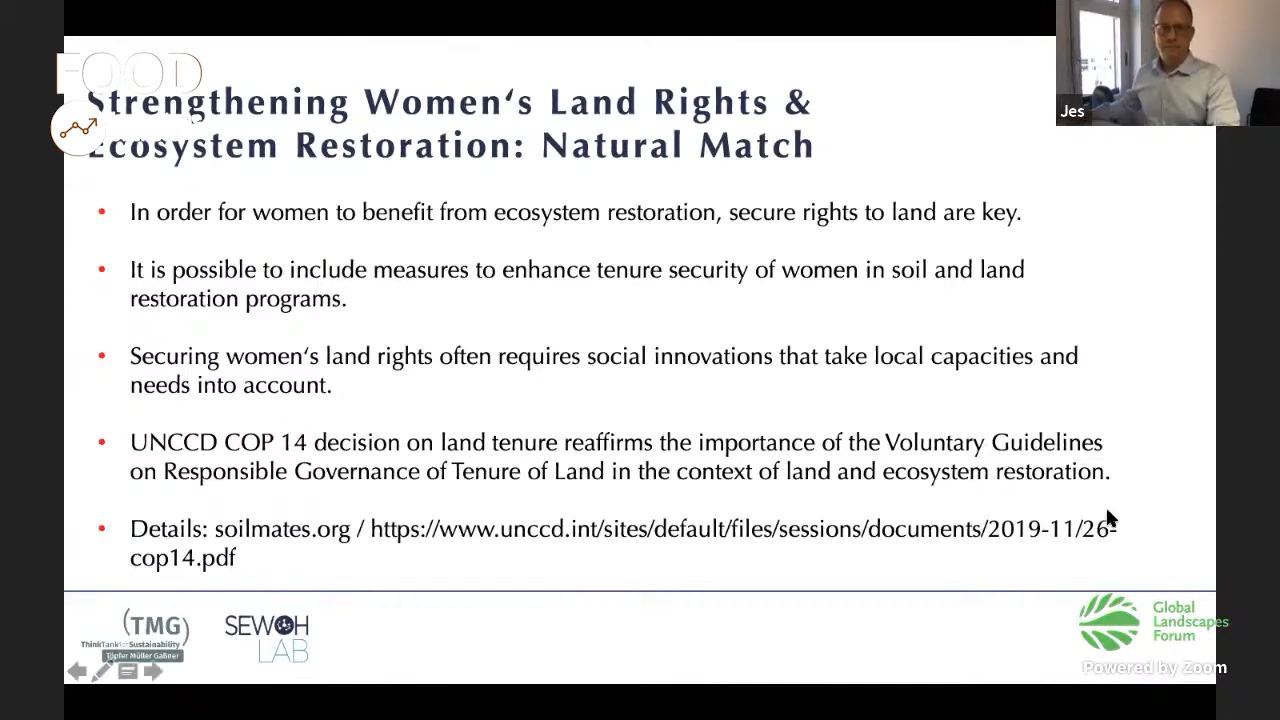 FOOD
Strengthening Women‘s Land Rights &
Ecosystem Restoration: Natural Match
Jes
• In order for women to benefit from ecosystem restoration, secure rights to land are key.
• It is possible to include measures to enhance tenure security of women in soil and land
restoration programs.
• Securing women‘s land rights often requires social innovations that take local capacities and
needs into account.
• UNCCD COP 14 decision on land tenure reaffirms the importance of the Voluntary Guidelines
on Responsible Governance of Tenure of Land in the context of land and ecosystem restoration.
• Details: soilmates.org / https://www.unccd.int/sites/default/files/sessions/documents/2019-11/26-
cop14.pdf
(TMG)
ThinkTankforSustainability
Töpfer Müller Gaßner
SEWOH
LAB
Global
Landscapes
Forum
Powered by Zoom